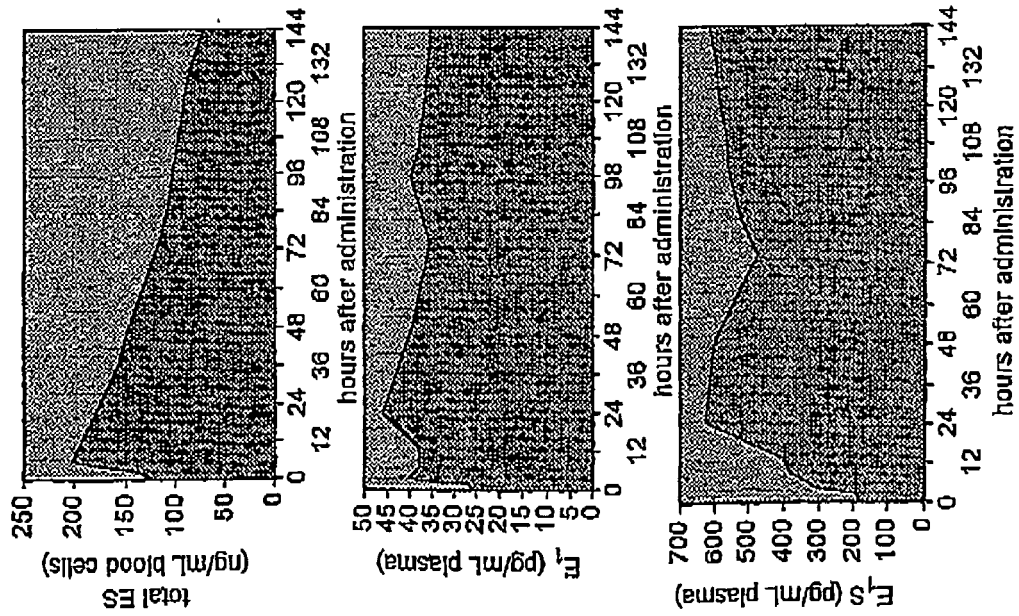 total ES
(ng/mL blood cells)
250
200
150
100
50
0
0 12 24 36 48 60 72 84 96 108 120 132 144
hours after administration
E1 (pg/mL plasma)
50
45
40
35
30
25
20
15
10
5
0
0 12 24 36 48 60 72 84 98 108 120 132 144
hours after administration
E1S (pg/mL plasma)
700
600
500
400
300
200
100
0
0 12 24 36 48 60 72 84 96 108 120 132 144
hours after administration